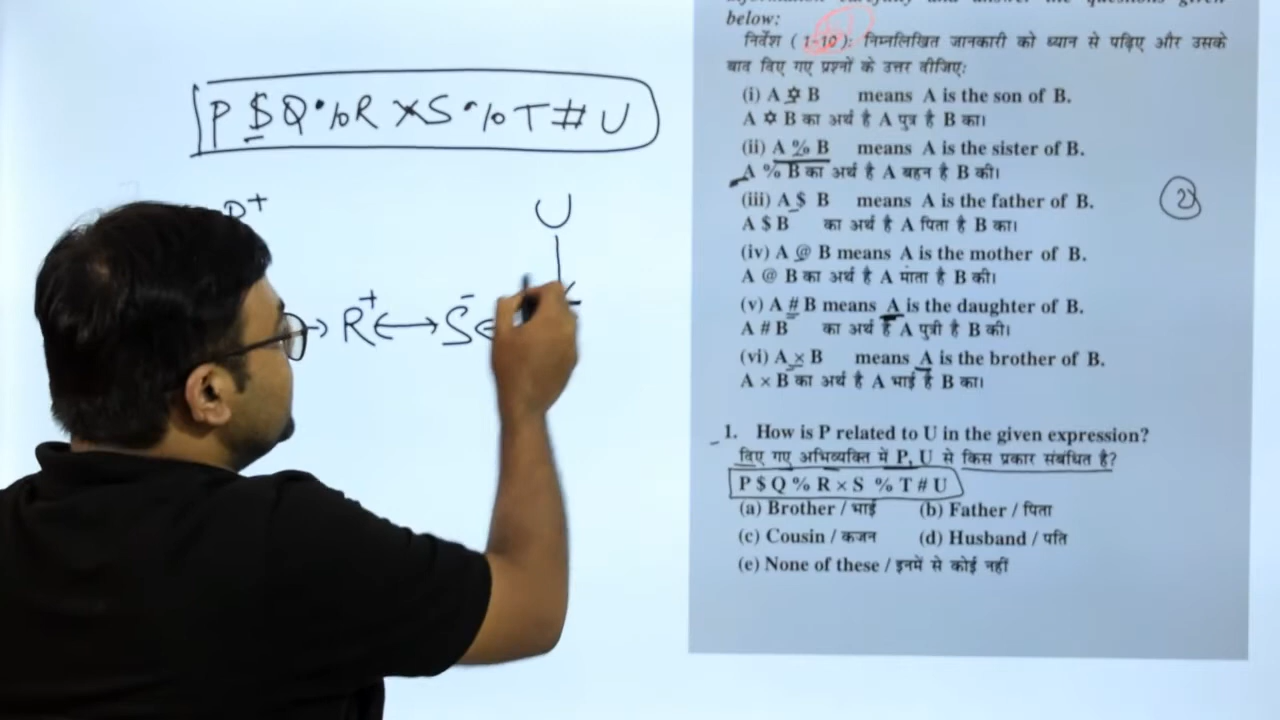 P $ Q % R × S % T # U
P+
U
R+ ↔ S-
below:
निर्देश ( 1-10 ): निम्नलिखित जानकारी को ध्यान से पढ़िए और उसके
बाद दिए गए प्रश्नों के उत्तर दीजिए:
(i) A ✡ B means A is the son of B.
A ✡ B का अर्थ है A पुत्र है B का।
(ii) A % B means A is the sister of B.
A % B का अर्थ है A बहन है B की।
(iii) A $ B means A is the father of B.
A $ B का अर्थ है A पिता है B का।
2
(iv) A @ B means A is the mother of B.
A @ B का अर्थ है A माता है B की।
(v) A # B means A is the daughter of B.
A # B का अर्थ है A पुत्री है B की।
(vi) A × B means A is the brother of B.
A × B का अर्थ है A भाई है B का।
1. How is P related to U in the given expression?
दिए गए अभिव्यक्ति में P, U से किस प्रकार संबंधित है?
P $ Q % R × S % T # U
(a) Brother / भाई (b) Father / पिता
(c) Cousin / कजन (d) Husband / पति
(e) None of these / इनमें से कोई नहीं